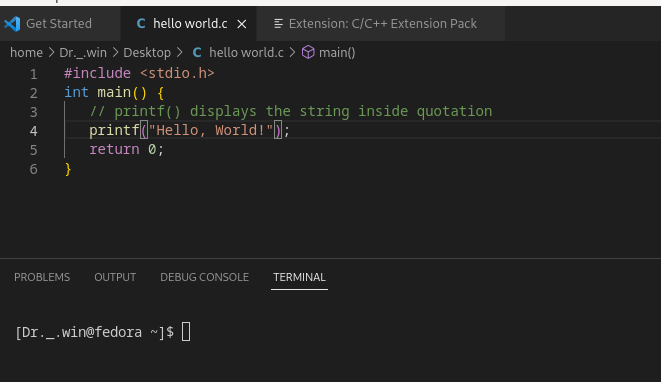 Get Started C hello world.c × Extension: C/C++ Extension Pack
home > Dr._.win > Desktop > C hello world.c > main()
1 #include <stdio.h>
2 int main() {
3 // printf() displays the string inside quotation
4 printf("Hello, World!");
5 return 0;
6 }
PROBLEMS OUTPUT DEBUG CONSOLE TERMINAL
[Dr._.win@fedora ~]$